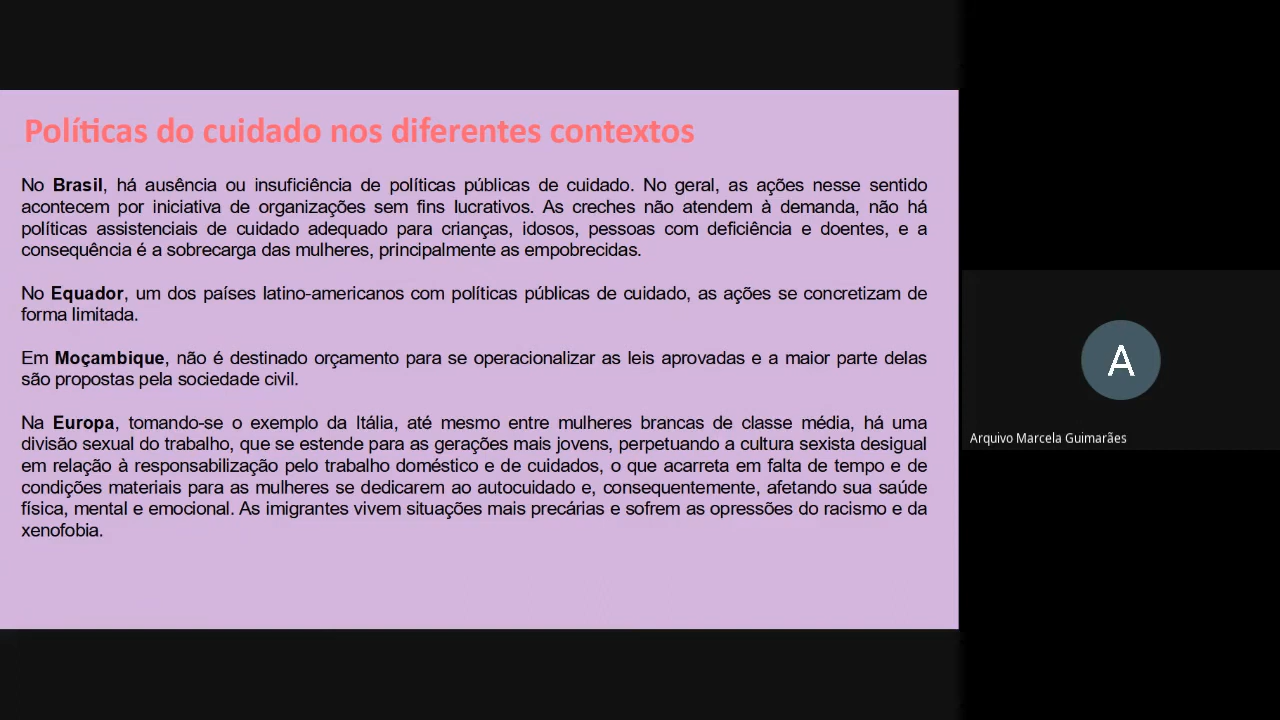 Políticas do cuidado nos diferentes contextos
No Brasil, há ausência ou insuficiência de políticas públicas de cuidado. No geral, as ações nesse sentido
acontecem por iniciativa de organizações sem fins lucrativos. As creches não atendem à demanda, não há
políticas assistenciais de cuidado adequado para crianças, idosos, pessoas com deficiência e doentes, e a
consequência é a sobrecarga das mulheres, principalmente as empobrecidas.
No Equador, um dos países latino-americanos com políticas públicas de cuidado, as ações se concretizam de
forma limitada.
Em Moçambique, não é destinado orçamento para se operacionalizar as leis aprovadas e a maior parte delas
são propostas pela sociedade civil.
Na Europa, tomando-se o exemplo da Itália, até mesmo entre mulheres brancas de classe média, há uma
divisão sexual do trabalho, que se estende para as gerações mais jovens, perpetuando a cultura sexista desigual
em relação à responsabilização pelo trabalho doméstico e de cuidados, o que acarreta em falta de tempo e de
condições materiais para as mulheres se dedicarem ao autocuidado e, consequentemente, afetando sua saúde
física, mental e emocional. As imigrantes vivem situações mais precárias e sofrem as opressões do racismo e da
xenofobia.
A
Arquivo Marcela Guimarães